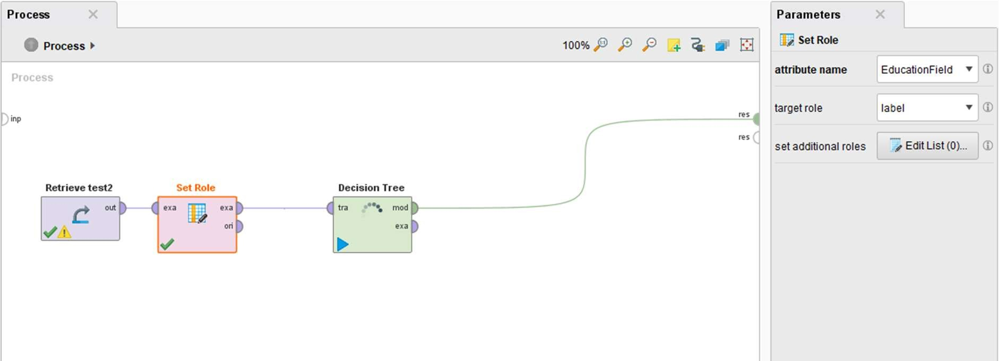 Process
Process
100%
Process
inp
res
res
Retrieve test2
out
Set Role
exa
exa
ori
Decision Tree
tra
mod
exa
Parameters
Set Role
attribute name
EducationField
target role
label
set additional roles
Edit List (0)...